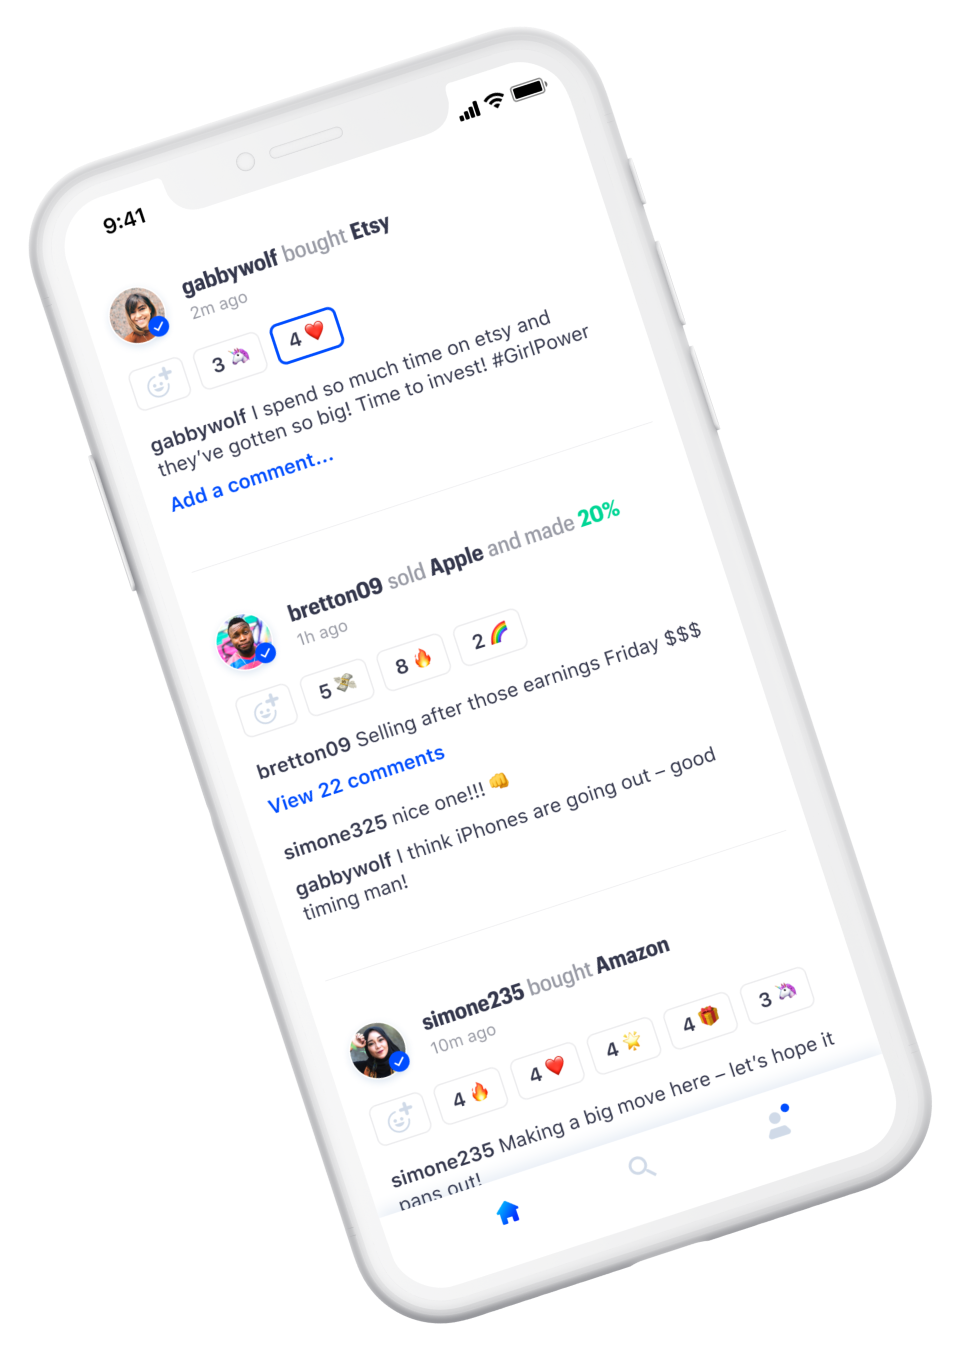 9:41
gabbywolf bought Etsy
2m ago
3 🦄 4 ❤️
gabbywolf I spend so much time on etsy and
they've gotten so big! Time to invest! #GirlPower
Add a comment...
bretton09 sold Apple and made 20%
1h ago
5 💸 8 🔥 2 🌈
bretton09 Selling after those earnings Friday $$$
View 22 comments
simone325 nice one!!! 👊
gabbywolf I think iPhones are going out – good
timing man!
simone235 bought Amazon
10m ago
4 🔥 4 ❤️ 4 🌟 4 🎁 3 🦄
simone235 Making a big move here – let's hope it
pans out!